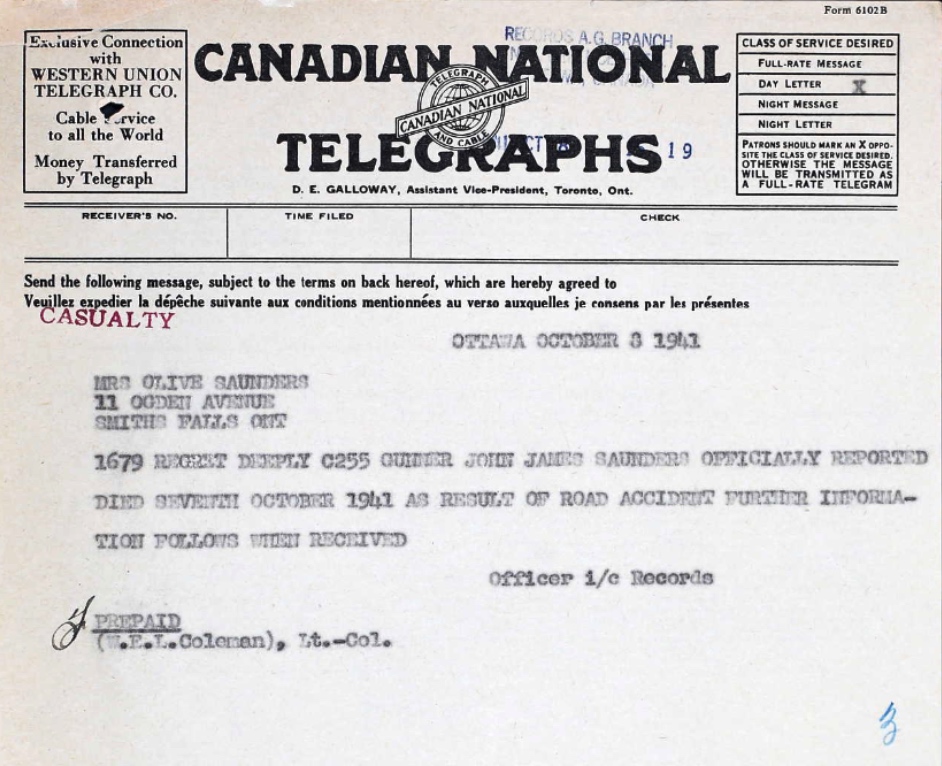 Form 6102B
Exclusive Connection
with
WESTERN UNION
TELEGRAPH CO.
Cable Service
to all the World
Money Transferred
by Telegraph
CANADIAN NATIONAL
TELEGRAPHS
TELEGRAPH
CANADIAN NATIONAL
AND CABLE
RECORDS A.G. BRANCH
OCT
19
D. E. GALLOWAY, Assistant Vice-President, Toronto, Ont.
CLASS OF SERVICE DESIRED
FULL-RATE MESSAGE
DAY LETTER X
NIGHT MESSAGE
NIGHT LETTER
PATRONS SHOULD MARK AN X OPPO-
SITE THE CLASS OF SERVICE DESIRED.
OTHERWISE THE MESSAGE
WILL BE TRANSMITTED AS
A FULL-RATE TELEGRAM
RECEIVER'S NO. TIME FILED CHECK
Send the following message, subject to the terms on back hereof, which are hereby agreed to
Veuillez expedier la dépêche suivante aux conditions mentionnées au verso auxquelles je consens par les présentes
CASUALTY
OTTAWA OCTOBER 8 1941
MRS OLIVE SAUNDERS
11 OGDEN AVENUE
SMITHS FALLS ONT
1679 REGRET DEEPLY C255 GUNNER JOHN JAMES SAUNDERS OFFICIALLY REPORTED
DIED SEVENTH OCTOBER 1941 AS RESULT OF ROAD ACCIDENT FURTHER INFORMA-
TION FOLLOWS WHEN RECEIVED
Officer i/c Records
PREPAID
(W.E.L.Coleman), Lt.-Col.
3